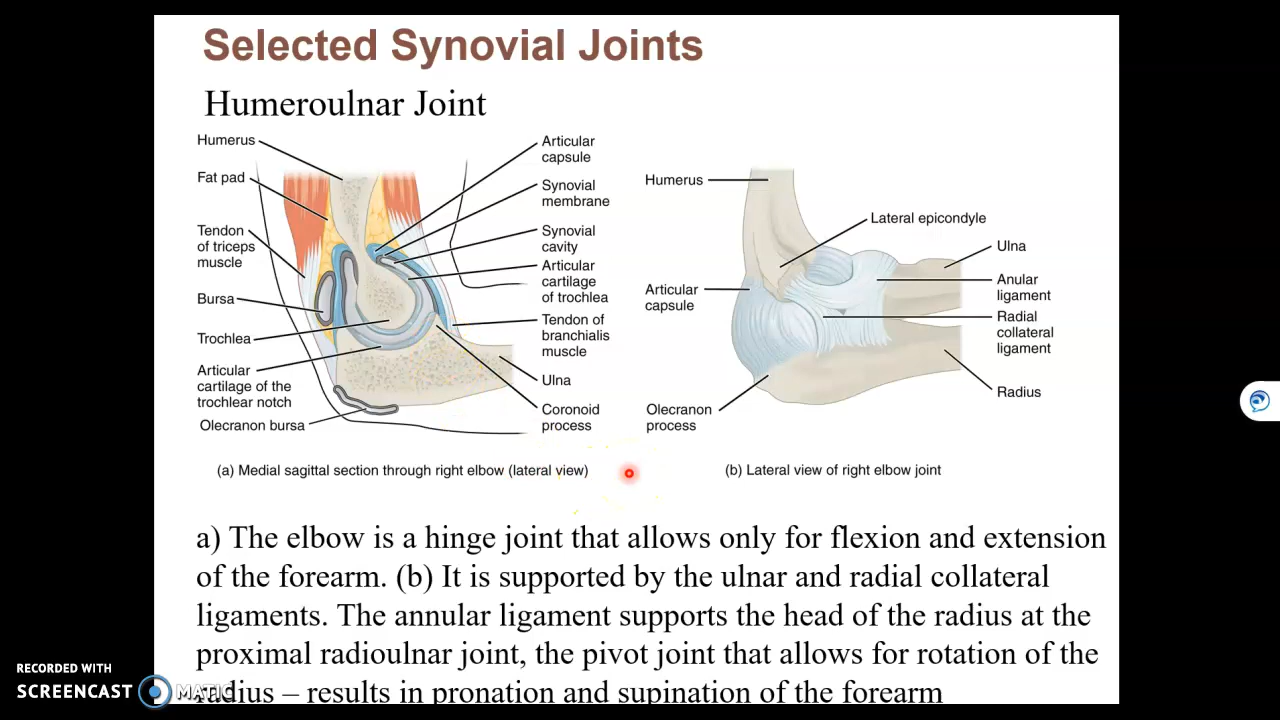 Selected Synovial Joints
Humeroulnar Joint
Humerus
Fat pad
Tendon
of triceps
muscle
Bursa
Trochlea
Articular
cartilage of the
trochlear notch
Olecranon bursa
Articular
capsule
Synovial
membrane
Synovial
cavity
Articular
cartilage
of trochlea
Tendon of
branchialis
muscle
Ulna
Coronoid
process
(a) Medial sagittal section through right elbow (lateral view)
Humerus
Articular
capsule
Olecranon
process
Lateral epicondyle
Ulna
Anular
ligament
Radial
collateral
ligament
Radius
(b) Lateral view of right elbow joint
a) The elbow is a hinge joint that allows only for flexion and extension
of the forearm. (b) It is supported by the ulnar and radial collateral
ligaments. The annular ligament supports the head of the radius at the
proximal radioulnar joint, the pivot joint that allows for rotation of the
radius – results in pronation and supination of the forearm
RECORDED WITH
SCREENCAST MATIC